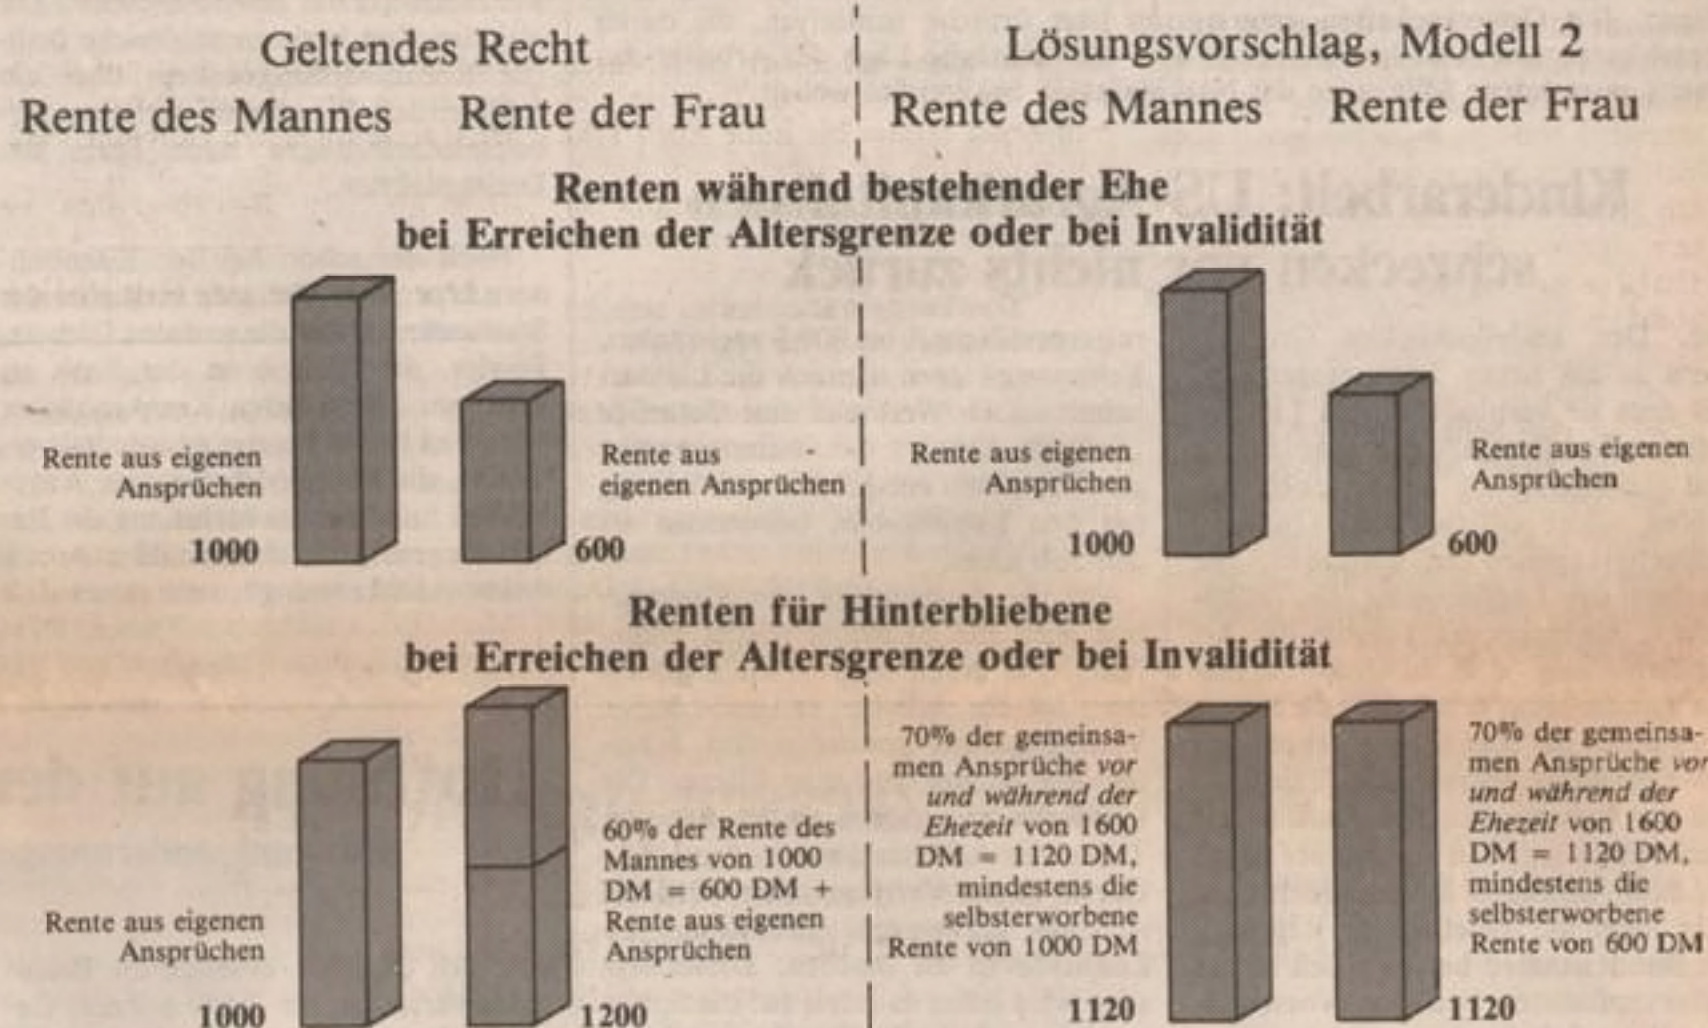 Geltendes Recht
Rente des Mannes Rente der Frau
Lösungsvorschlag, Modell 2
Rente des Mannes Rente der Frau
Renten während bestehender Ehe
bei Erreichen der Altersgrenze oder bei Invalidität
Rente aus eigenen
Ansprüchen
1000
Rente aus
eigenen Ansprüchen
600
Rente aus eigenen
Ansprüchen
1000
Rente aus eigenen
Ansprüchen
600
Renten für Hinterbliebene
bei Erreichen der Altersgrenze oder bei Invalidität
Rente aus eigenen
Ansprüchen
1000
60% der Rente des
Mannes von 1000
DM = 600 DM +
Rente aus eigenen
Ansprüchen
1200
70% der gemeinsa-
men Ansprüche vor
und während der
Ehezeit von 1600
DM = 1120 DM,
mindestens die
selbsterworbene
Rente von 1000 DM
1120
70% der gemeinsa-
men Ansprüche vor
und während der
Ehezeit von 1600
DM = 1120 DM,
mindestens die
selbsterworbene
Rente von 600 DM
1120